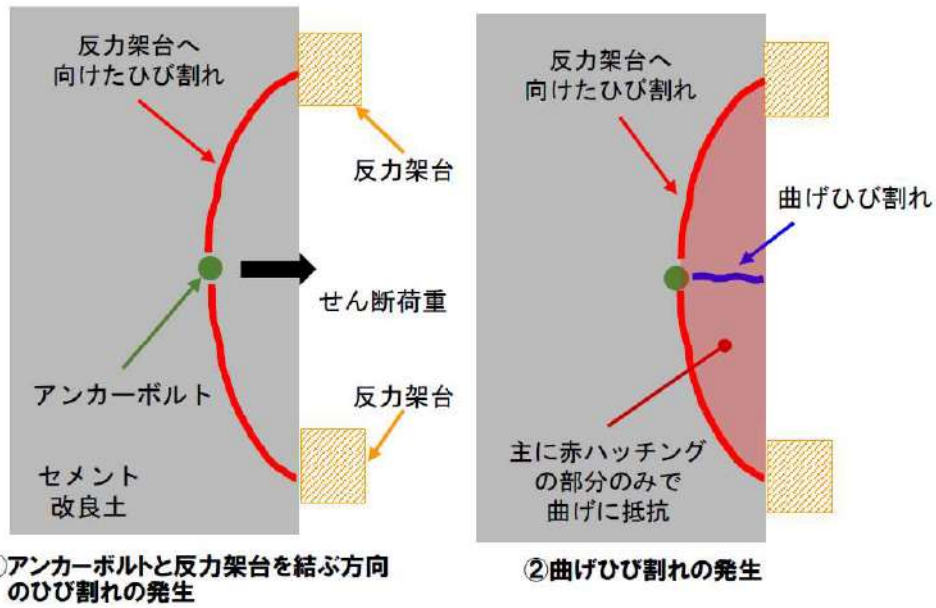 反力架台へ
向けたひび割れ
反力架台
せん断荷重
アンカーボルト
反力架台
セメント
改良土
アンカーボルトと反力架台を結ぶ方向
のひび割れの発生
反力架台へ
向けたひび割れ
曲げひび割れ
主に赤ハッチング
の部分のみで
曲げに抵抗
②曲げひび割れの発生